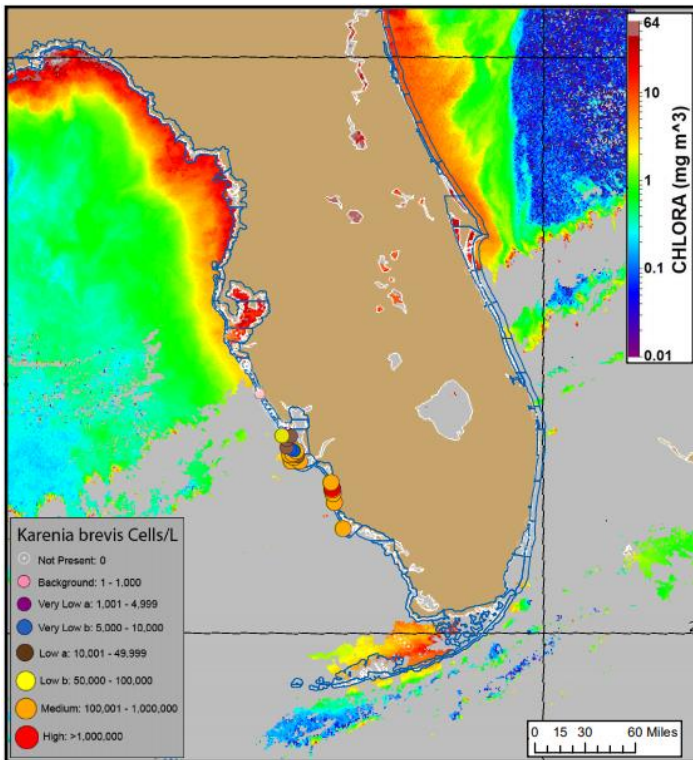 64
10
1
0.1
0.01
CHLORA (mg m^3)
Karenia brevis Cells/L
Not Present: 0
Background: 1 - 1,000
Very Low a: 1,001 - 4,999
Very Low b: 5,000 - 10,000
Low a: 10,001 - 49,999
Low b: 50,000 - 100,000
Medium: 100,001 - 1,000,000
High: >1,000,000
0 15 30 60 Miles